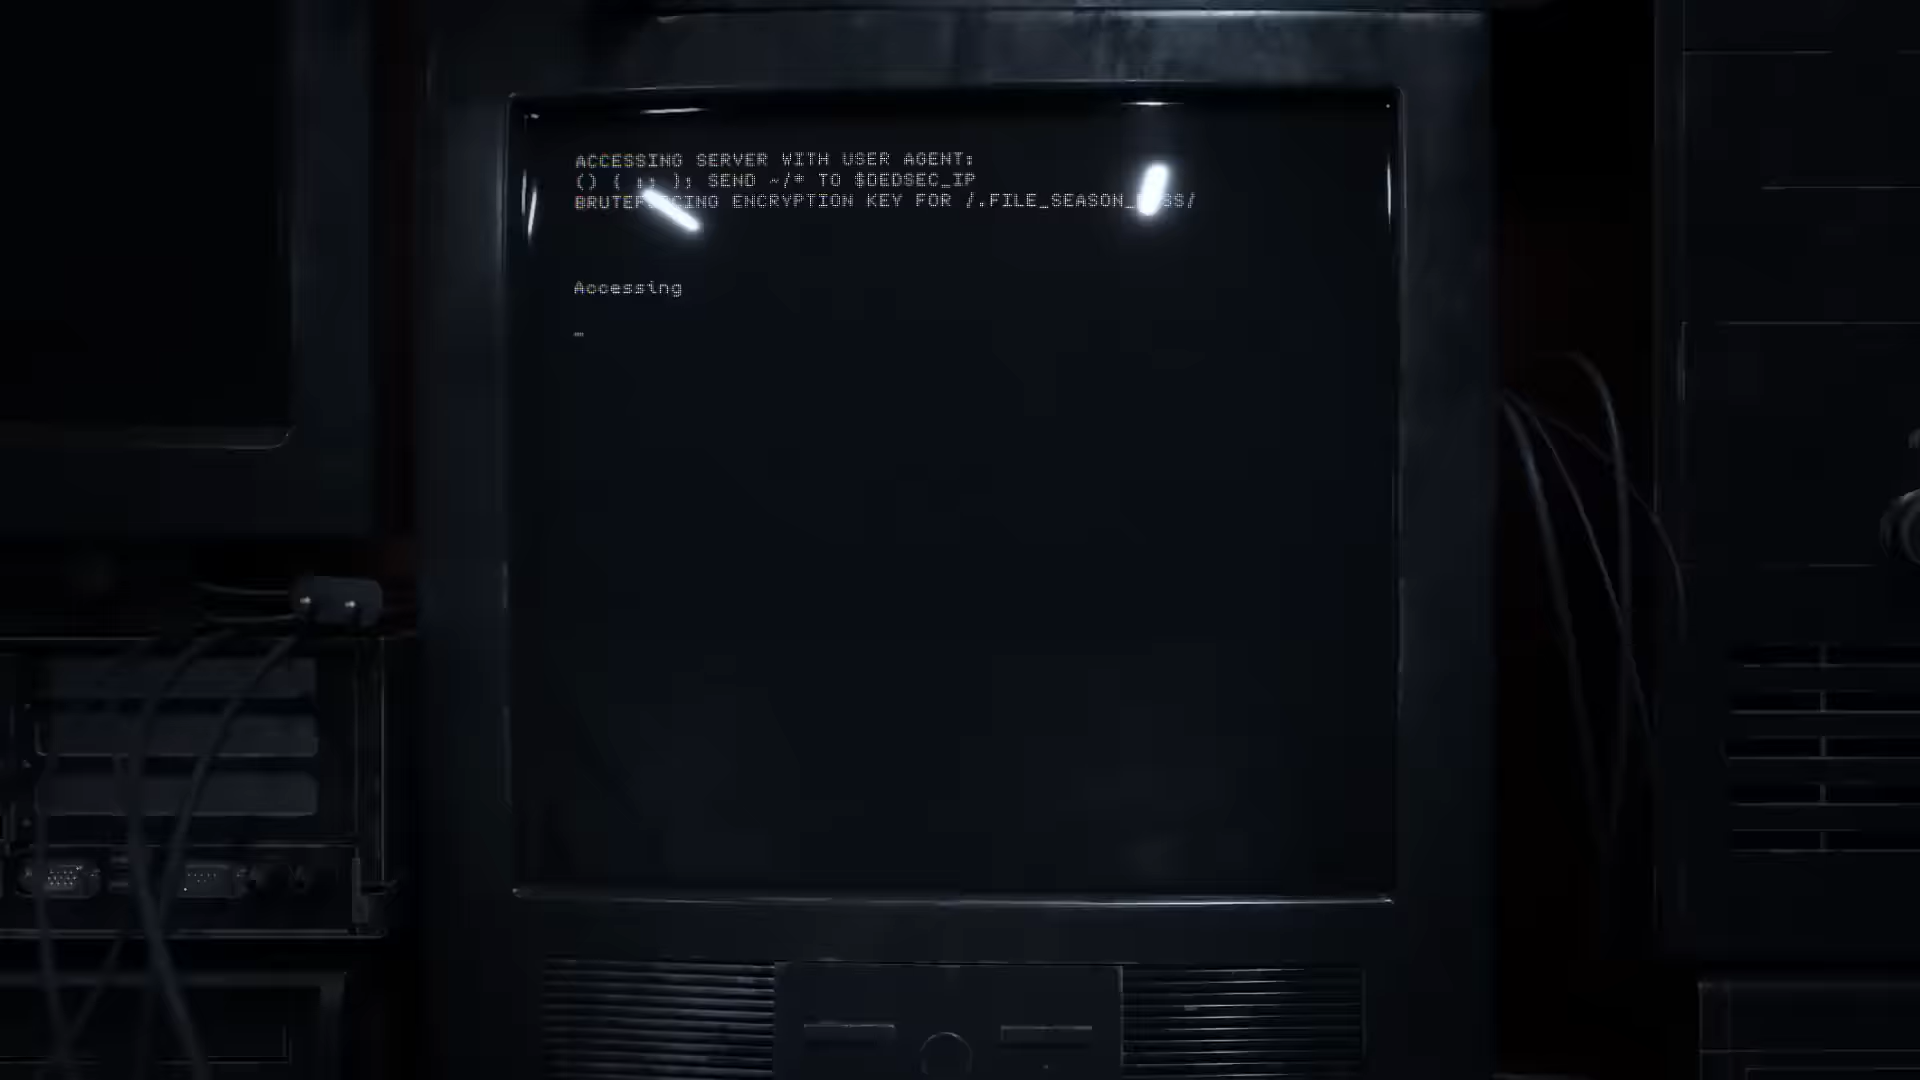 ACCESSING SERVER WITH USER AGENT:
() { :; }; SEND ~/* TO $DEDSEC_IP
ENCRYPTION KEY FOR
Accessing